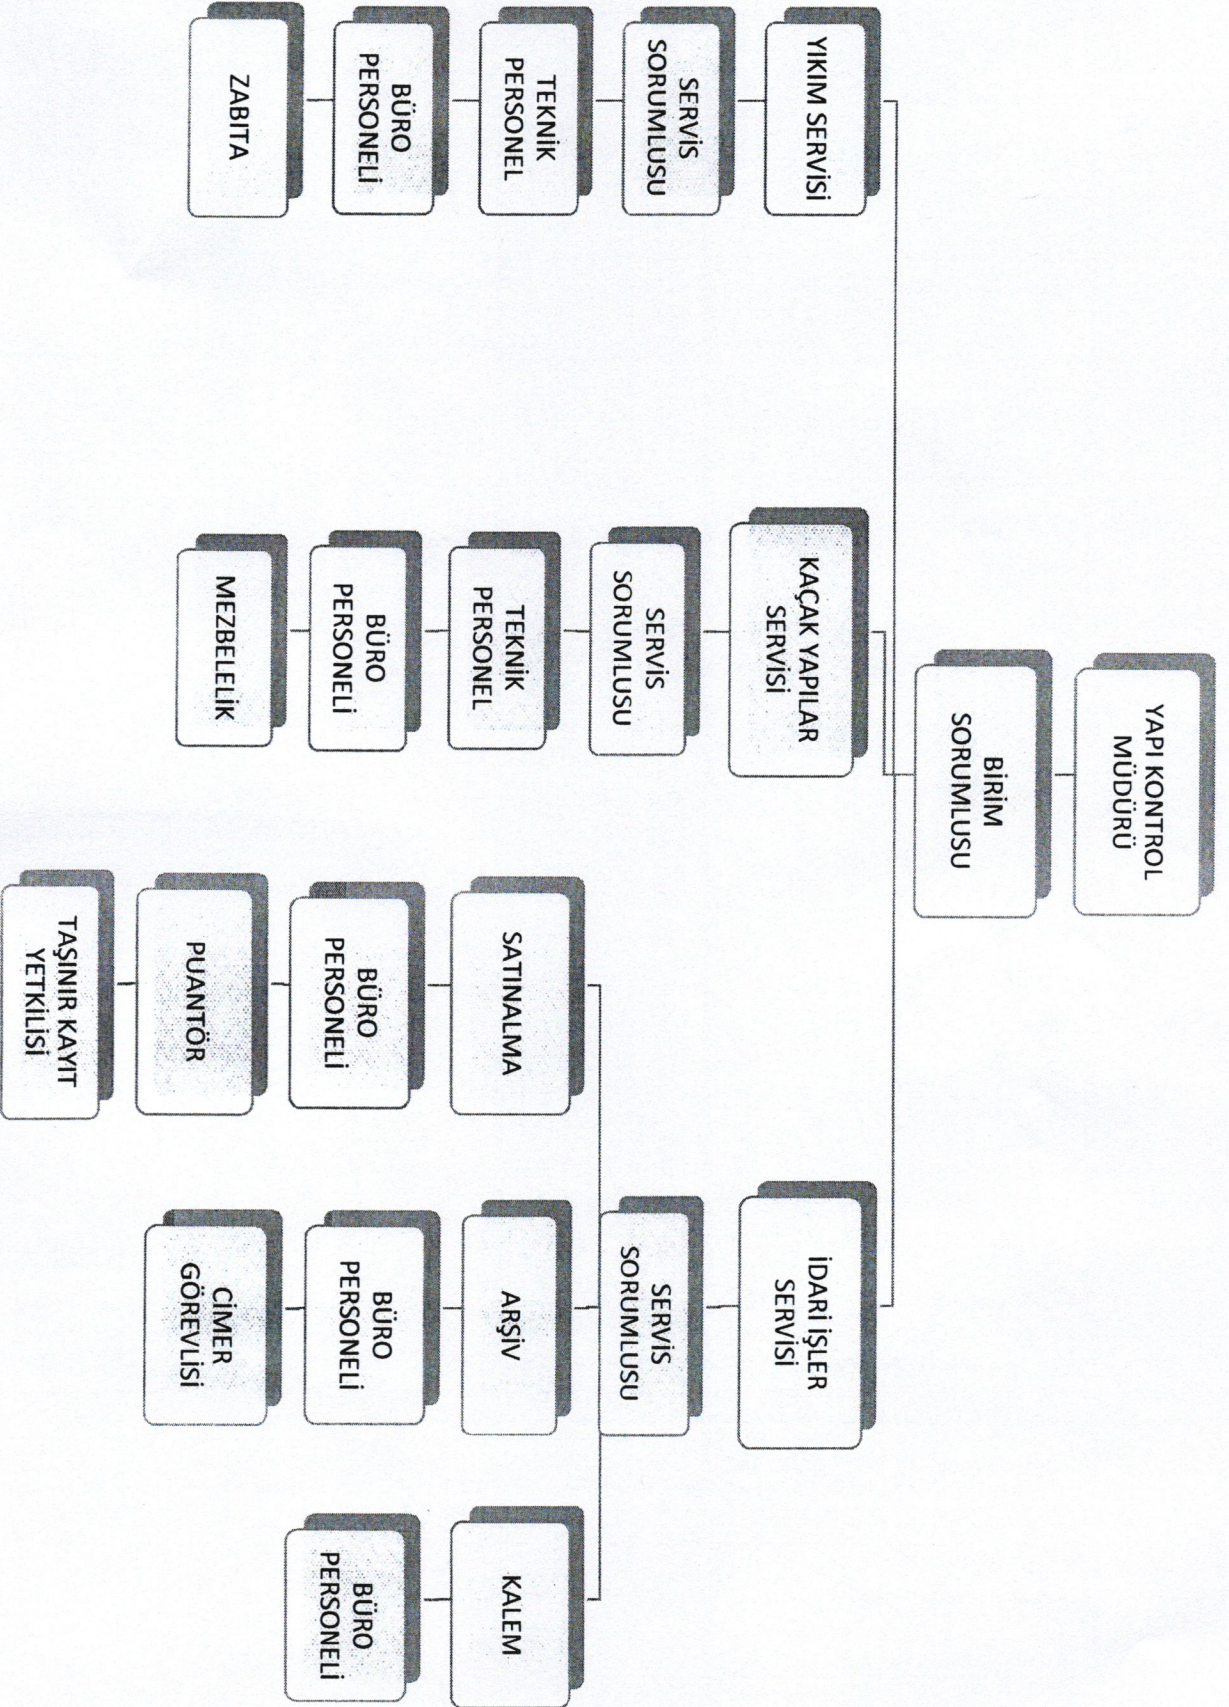 YAPI KONTROL
MÜDÜRÜ
BİRİM
SORUMLUSU
YIKIM SERVİSİ
SERVİS
SORUMLUSU
TEKNİK
PERSONEL
BÜRO
PERSONELİ
ZABITA
KAÇAK YAPILAR
SERVİSİ
SERVİS
SORUMLUSU
TEKNİK
PERSONEL
BÜRO
PERSONELİ
MEZBELELİK
İDARİ İŞLER
SERVİSİ
SERVİS
SORUMLUSU
SATINALMA
BÜRO
PERSONELİ
PUANTÖR
TAŞINIR KAYIT
YETKİLİSİ
ARŞİV
BÜRO
PERSONELİ
CİMER
GÖREVLİSİ
KALEM
BÜRO
PERSONELİ